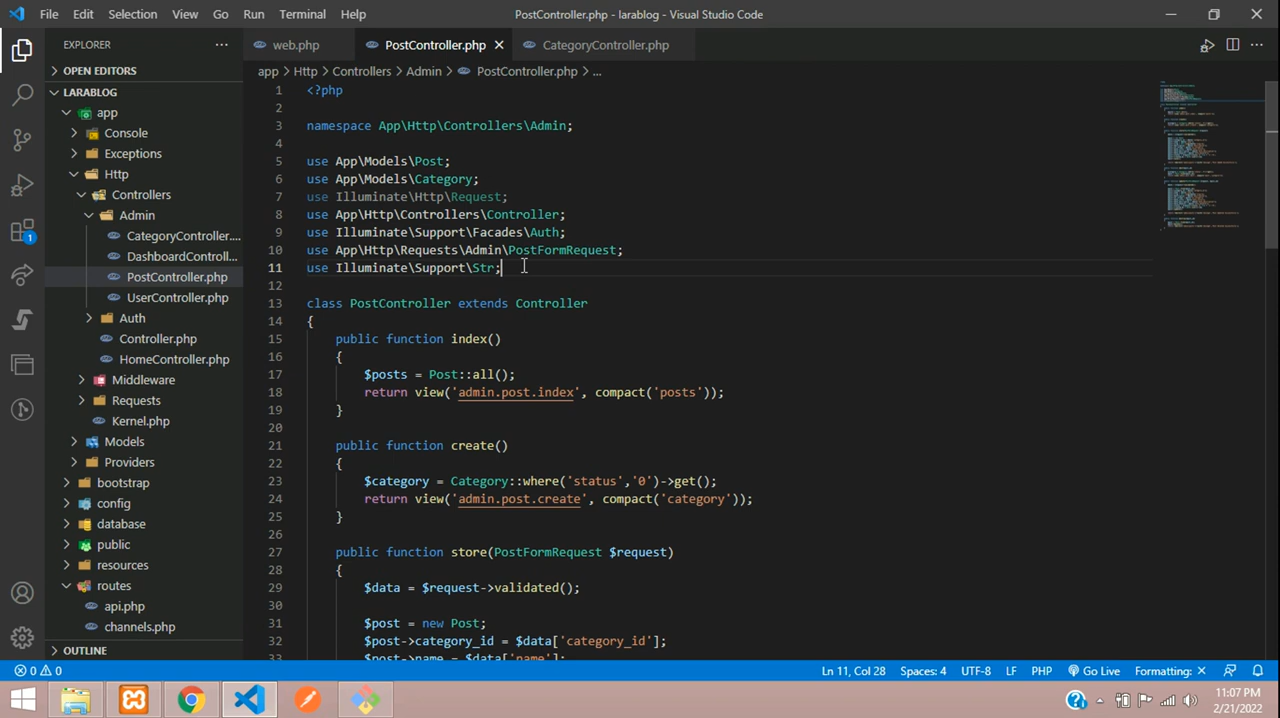 File Edit Selection View Go Run Terminal Help
PostController.php - larablog - Visual Studio Code
EXPLORER
OPEN EDITORS
LARABLOG
app
Console
Exceptions
Http
Controllers
Admin
CategoryController....
DashboardControll...
PostController.php
UserController.php
Auth
Controller.php
HomeController.php
Middleware
Requests
Kernel.php
Models
Providers
bootstrap
config
database
public
resources
routes
api.php
channels.php
OUTLINE
1
web.php PostController.php CategoryController.php
app > Http > Controllers > Admin > PostController.php > ...
1 <?php
2
3 namespace App\Http\Controllers\Admin;
4
5 use App\Models\Post;
6 use App\Models\Category;
7 use Illuminate\Http\Request;
8 use App\Http\Controllers\Controller;
9 use Illuminate\Support\Facades\Auth;
10 use App\Http\Requests\Admin\PostFormRequest;
11 use Illuminate\Support\Str;
12
13 class PostController extends Controller
14 {
15 public function index()
16 {
17 $posts = Post::all();
18 return view('admin.post.index', compact('posts'));
19 }
20
21 public function create()
22 {
23 $category = Category::where('status','0')->get();
24 return view('admin.post.create', compact('category'));
25 }
26
27 public function store(PostFormRequest $request)
28 {
29 $data = $request->validated();
30
31 $post = new Post;
32 $post->category_id = $data['category_id'];
33 $post->name = $data['name'];
0 0
Ln 11, Col 28 Spaces: 4 UTF-8 LF PHP Go Live Formatting: ×
11:07 PM
2/21/2022